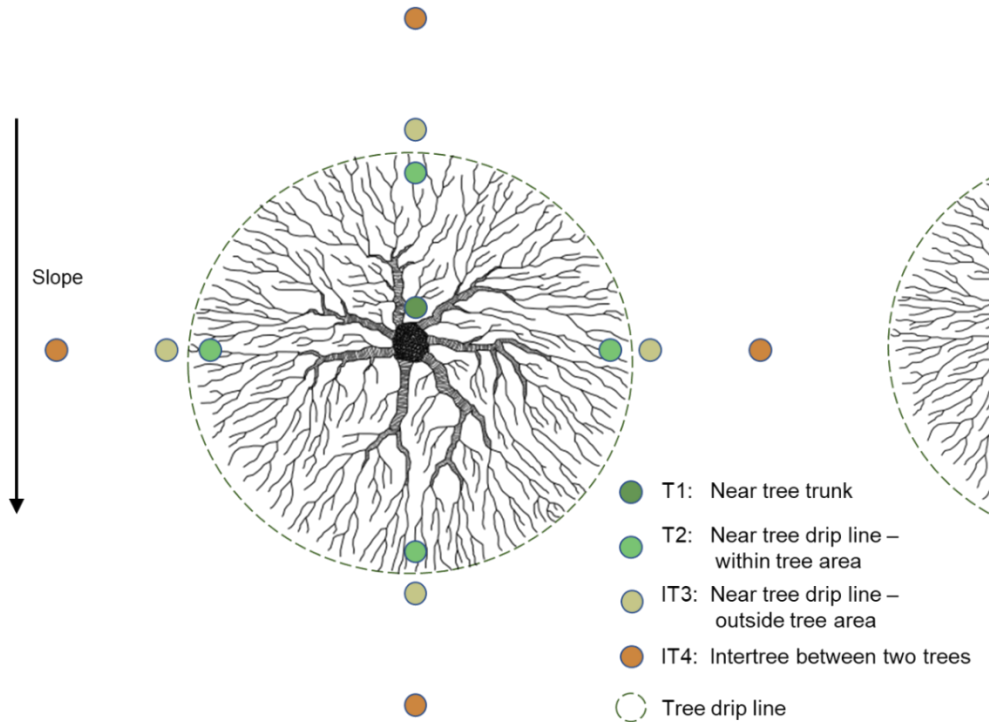 Slope
T1: Near tree trunk
T2: Near tree drip line –
within tree area
IT3: Near tree drip line –
outside tree area
IT4: Intertree between two trees
Tree drip line